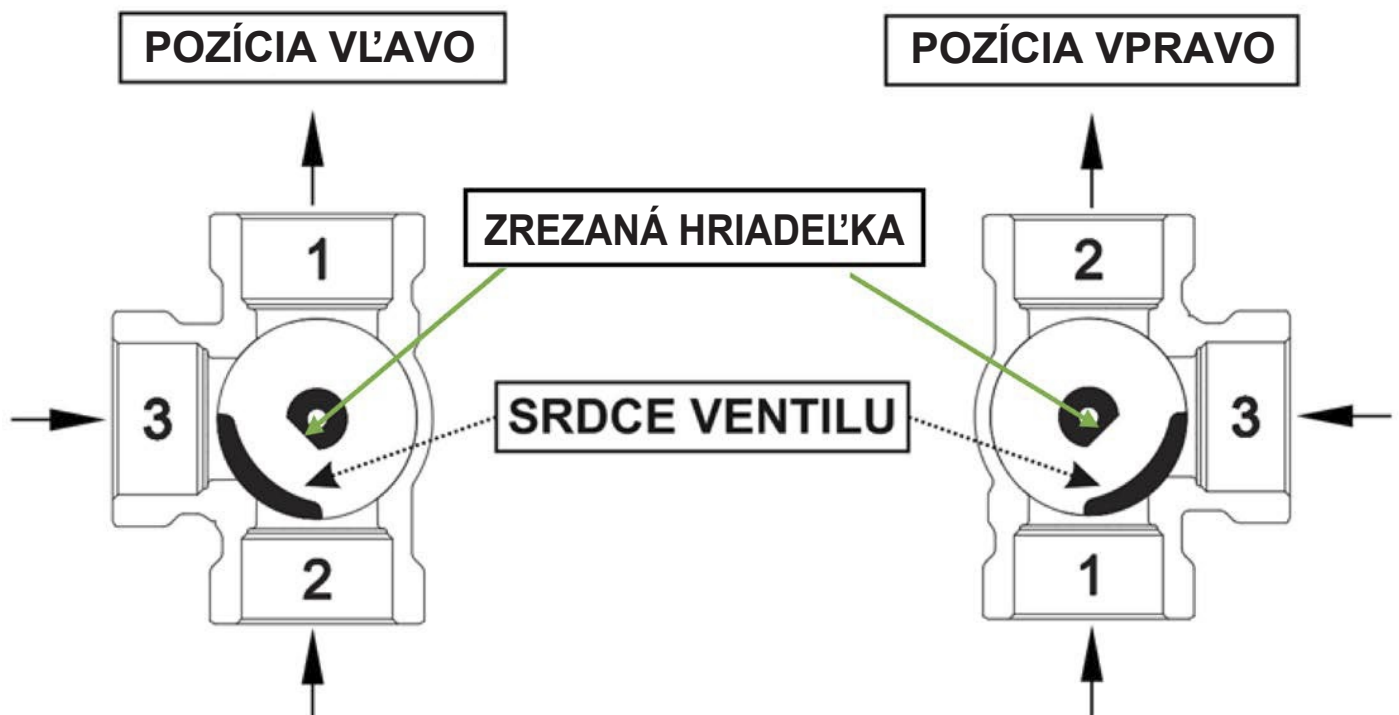 POZÍCIA VĽAVO
POZÍCIA VPRAVO
ZREZANÁ HRIADEĽKA
1
2
3
SRDCE VENTILU
3
2
1